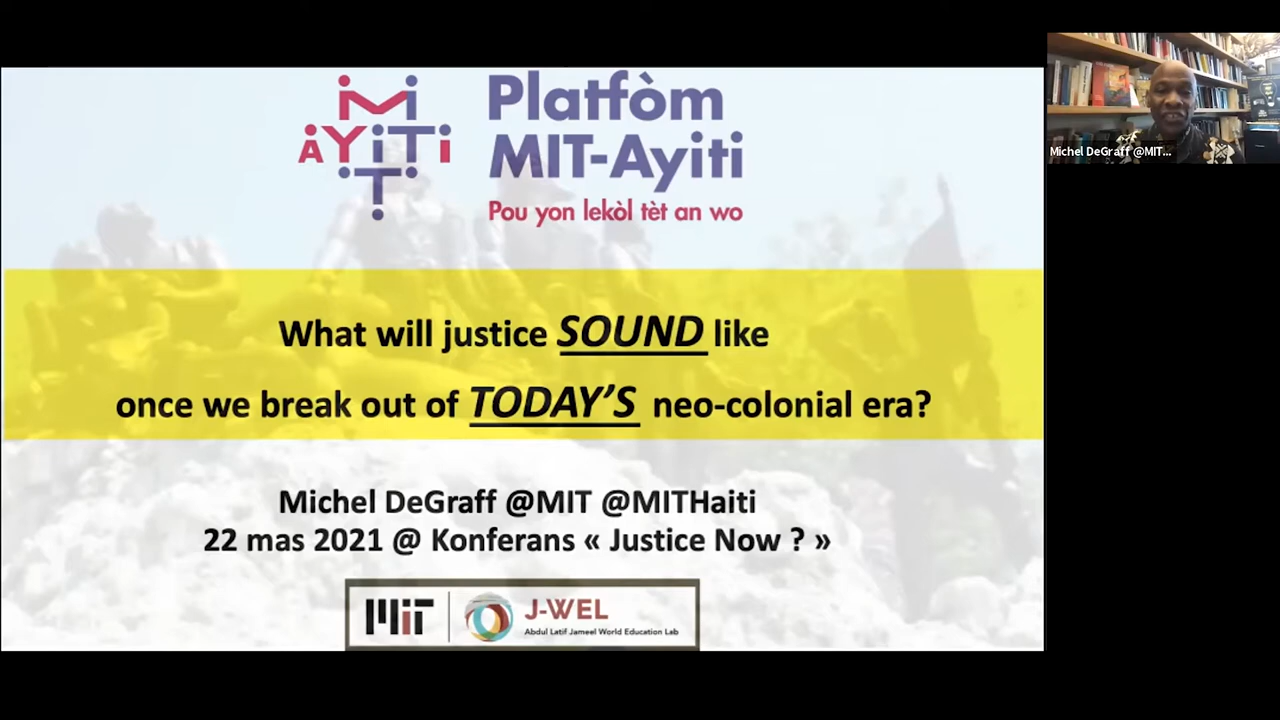 MIT
AYITI
Platfòm
MIT-Ayiti
Pou yon lekòl tèt an wo
What will justice SOUND like
once we break out of TODAY'S neo-colonial era?
Michel DeGraff @MIT @MITHaiti
22 mas 2021 @ Konferans « Justice Now ? »
MIT
J-WEL
Abdul Latif Jameel World Education Lab
Michel DeGraff @MIT...